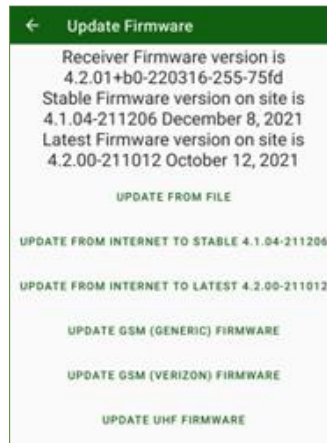 Update Firmware
Receiver Firmware version is
4.2.01+b0-220316-255-75fd
Stable Firmware version on site is
4.1.04-211206 December 8, 2021
Latest Firmware version on site is
4.2.00-211012 October 12, 2021
UPDATE FROM FILE
UPDATE FROM INTERNET TO STABLE 4.1.04-211206
UPDATE FROM INTERNET TO LATEST 4.2.00-211012
UPDATE GSM (GENERIC) FIRMWARE
UPDATE GSM (VERIZON) FIRMWARE
UPDATE UHF FIRMWARE